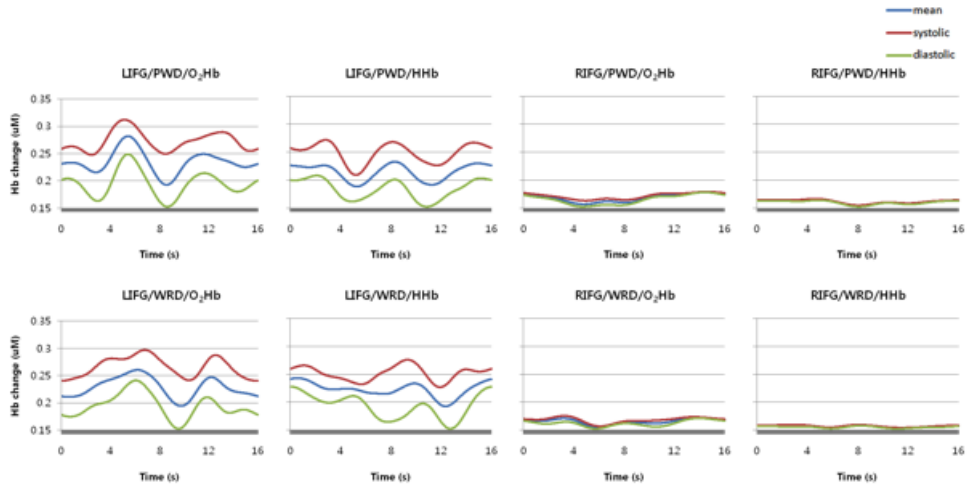 mean
systolic
diastolic
LIFG/PWD/O₂Hb
LIFG/PWD/HHb
RIFG/PWD/O₂Hb
RIFG/PWD/HHb
Hb change (uM)
0.35
0.3
0.25
0.2
0.15
0 4 8 12 16
0 4 8 12 16
0 4 8 12 16
0 4 8 12 16
Time (s)
Time (s)
Time (s)
Time (s)
LIFG/WRD/O₂Hb
LIFG/WRD/HHb
RIFG/WRD/O₂Hb
RIFG/WRD/HHb
Hb change (uM)
0.35
0.3
0.25
0.2
0.15
0 4 8 12 16
0 4 8 12 16
0 4 8 12 16
0 4 8 12 16
Time (s)
Time (s)
Time (s)
Time (s)